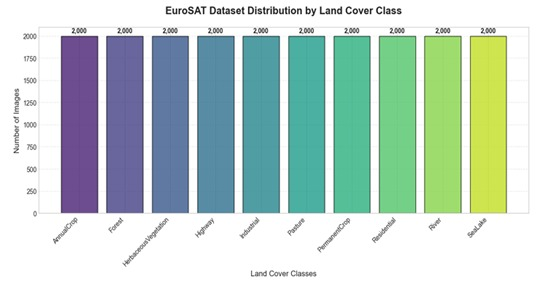 EuroSAT Dataset Distribution by Land Cover Class
2,000 2,000 2,000 2,000 2,000 2,000 2,000 2,000 2,000 2,000
Number of Images
2000
1750
1500
1250
1000
750
500
250
0
AnnualCrop Forest HerbaceousVegetation Highway Industrial Pasture PermanentCrop Residential River SeaLake
Land Cover Classes